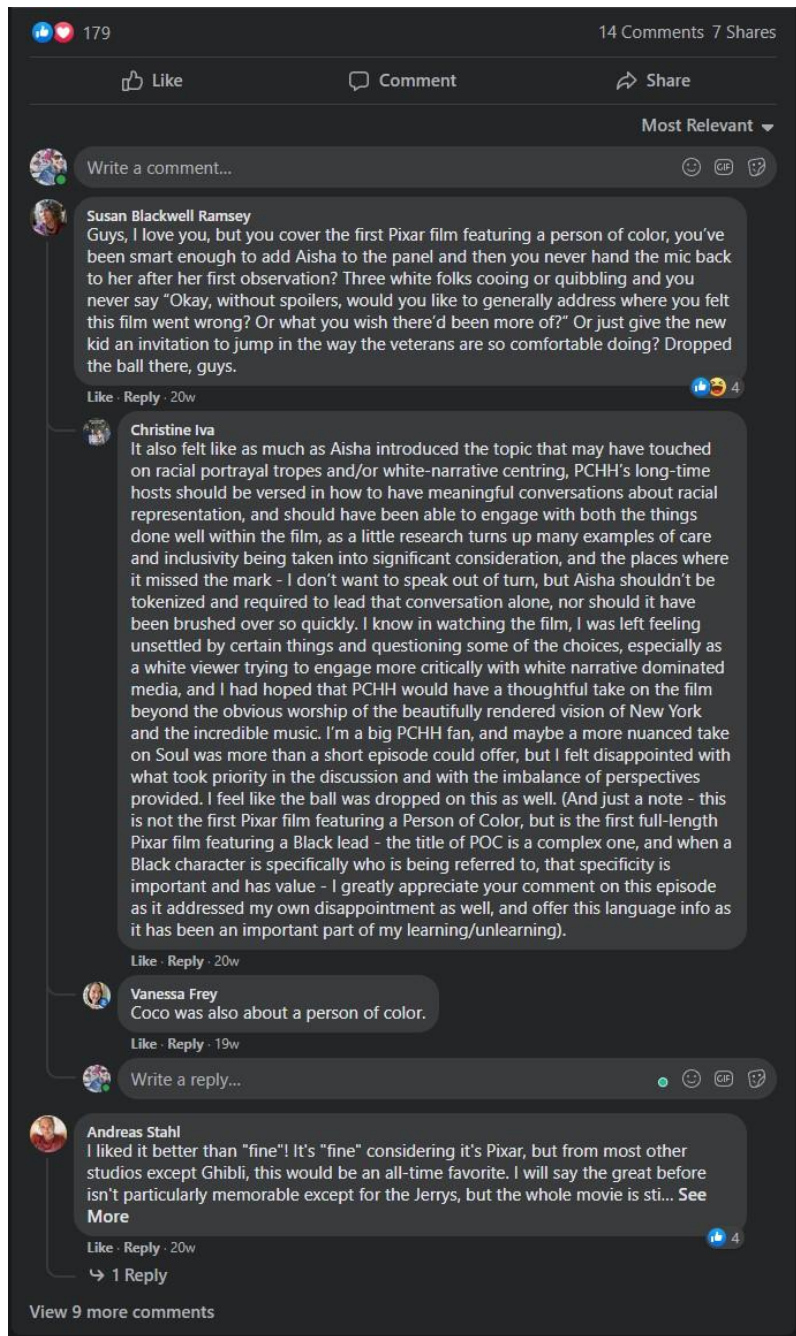 179
14 Comments 7 Shares
Like
Comment
Share
Most Relevant
Write a comment...
GIF
Susan Blackwell Ramsey
Guys, I love you, but you cover the first Pixar film featuring a person of color, you've
been smart enough to add Aisha to the panel and then you never hand the mic back
to her after her first observation? Three white folks cooing or quibbling and you
never say "Okay, without spoilers, would you like to generally address where you felt
this film went wrong? Or what you wish there'd been more of?" Or just give the new
kid an invitation to jump in the way the veterans are so comfortable doing? Dropped
the ball there, guys.
4
Like · Reply · 20w
Christine Iva
It also felt like as much as Aisha introduced the topic that may have touched
on racial portrayal tropes and/or white-narrative centring, PCHH's long-time
hosts should be versed in how to have meaningful conversations about racial
representation, and should have been able to engage with both the things
done well within the film, as a little research turns up many examples of care
and inclusivity being taken into significant consideration, and the places where
it missed the mark - I don't want to speak out of turn, but Aisha shouldn't be
tokenized and required to lead that conversation alone, nor should it have
been brushed over so quickly. I know in watching the film, I was left feeling
unsettled by certain things and questioning some of the choices, especially as
a white viewer trying to engage more critically with white narrative dominated
media, and I had hoped that PCHH would have a thoughtful take on the film
beyond the obvious worship of the beautifully rendered vision of New York
and the incredible music. I'm a big PCHH fan, and maybe a more nuanced take
on Soul was more than a short episode could offer, but I felt disappointed with
what took priority in the discussion and with the imbalance of perspectives
provided. I feel like the ball was dropped on this as well. (And just a note - this
is not the first Pixar film featuring a Person of Color, but is the first full-length
Pixar film featuring a Black lead - the title of POC is a complex one, and when a
Black character is specifically who is being referred to, that specificity is
important and has value - I greatly appreciate your comment on this episode
as it addressed my own disappointment as well, and offer this language info as
it has been an important part of my learning/unlearning).
Like · Reply · 20w
Vanessa Frey
Coco was also about a person of color.
Like · Reply · 19w
Write a reply...
GIF
Andreas Stahl
I liked it better than "fine"! It's "fine" considering it's Pixar, but from most other
studios except Ghibli, this would be an all-time favorite. I will say the great before
isn't particularly memorable except for the Jerrys, but the whole movie is sti... See
More
4
Like · Reply · 20w
1 Reply
View 9 more comments